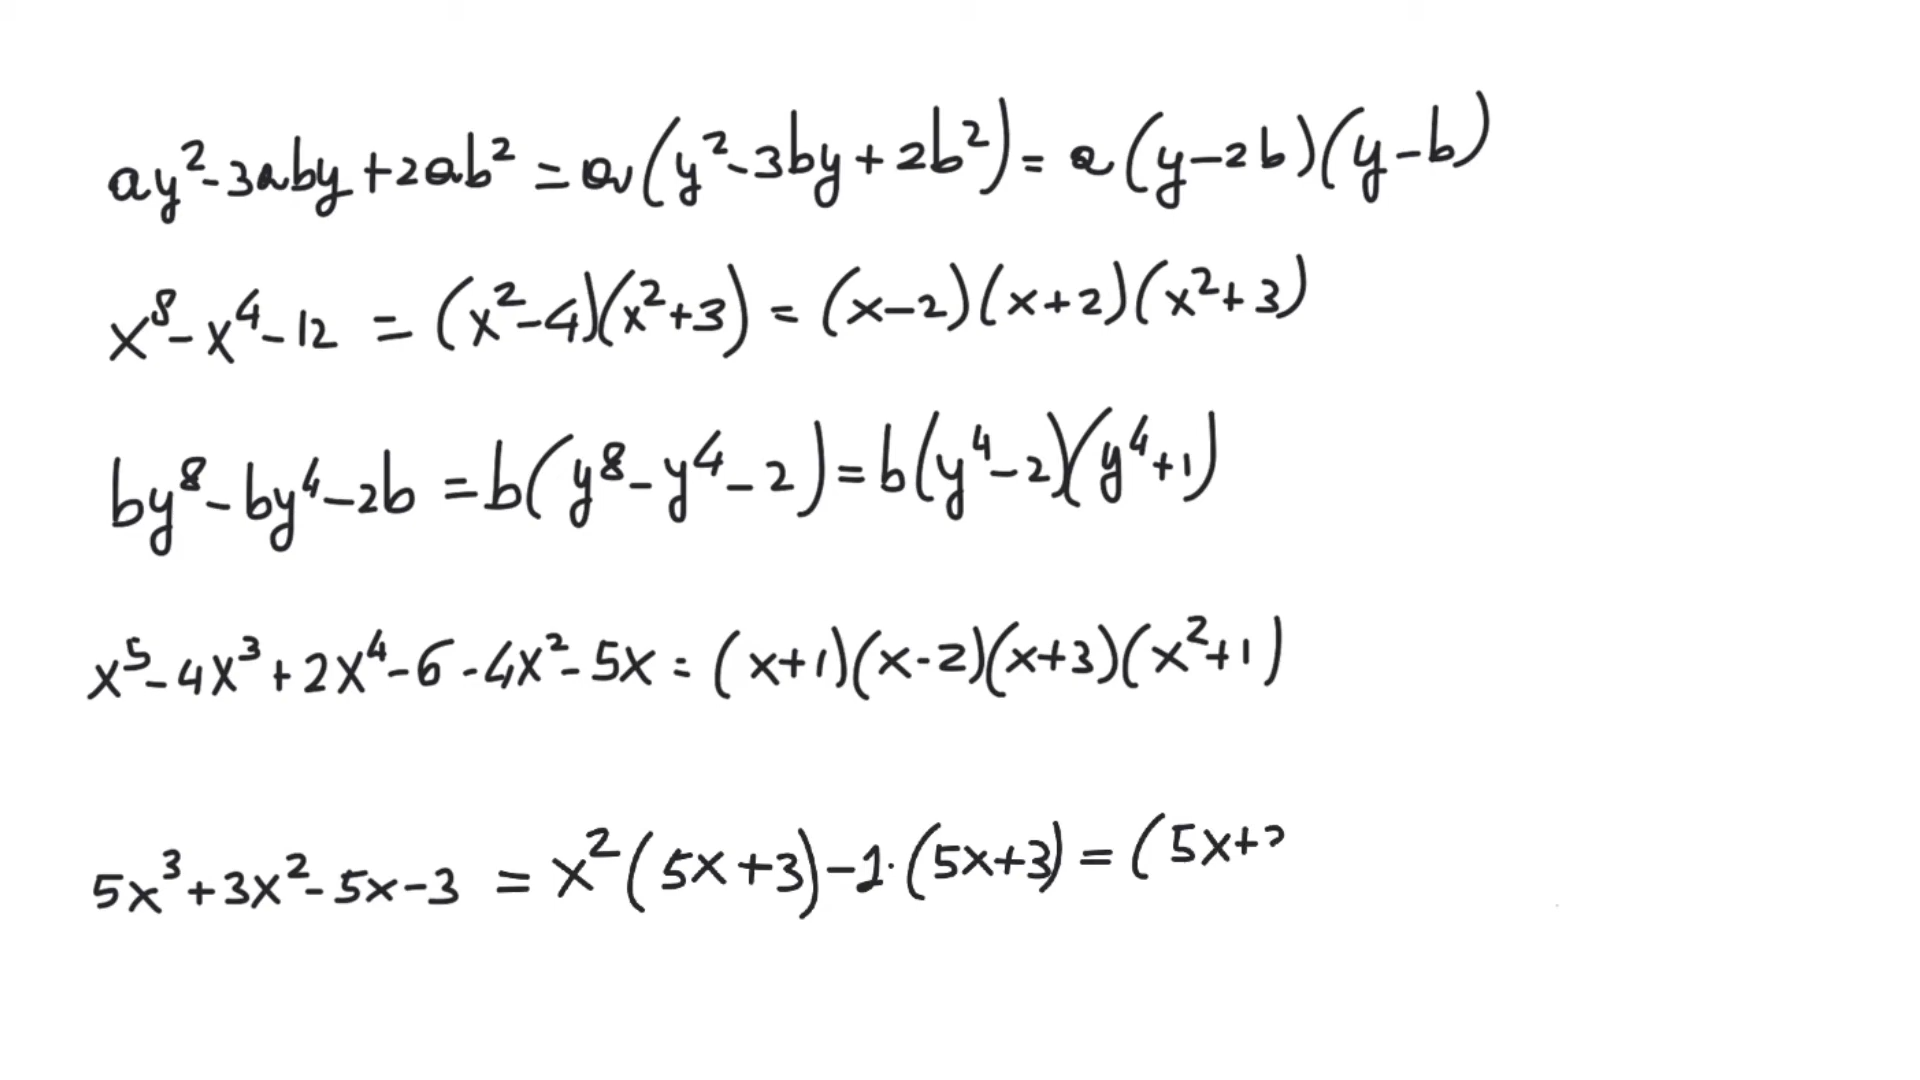 ay²-3aby+2ab² = a(y²-3by+2b²) = a(y-2b)(y-b)
x⁸-x⁴-12 = (x²-4)(x²+3) = (x-2)(x+2)(x²+3)
by⁸-by⁴-2b = b(y⁸-y⁴-2) = b(y⁴-2)(y⁴+1)
x⁵-4x³+2x⁴-6-4x²-5x = (x+1)(x-2)(x+3)(x²+1)
5x³+3x²-5x-3 = x²(5x+3)-1·(5x+3) = (5x+